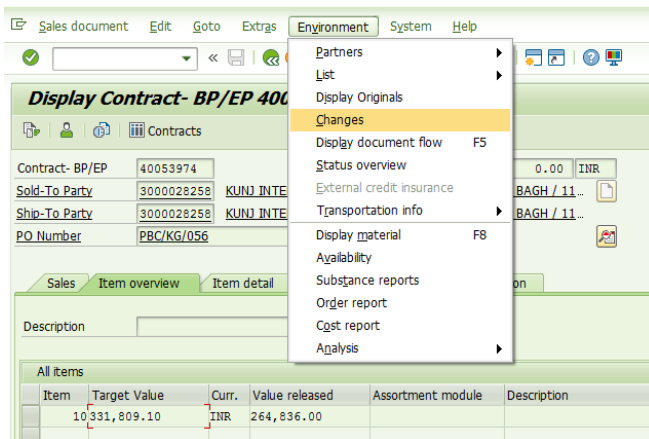 Sales document Edit Goto Extras Environment System Help
Partners
List
Display Originals
Display Contract- BP/EP 400
Changes
Contracts
Display document flow F5
Contract- BP/EP 40053974
Status overview
0.00 INR
Sold-To Party 3000028258 KUNJ INTE
External credit insurance
BAGH / 11...
Ship-To Party 3000028258 KUNJ INTE
Transportation info
BAGH / 11...
PO Number PBC/KG/056
Display material F8
Availability
Sales Item overview Item detail
Substance reports
on
Order report
Description
Cost report
Analysis
All items
Item Target Value Curr. Value released Assortment module Description
10 331,809.10 INR 264,836.00